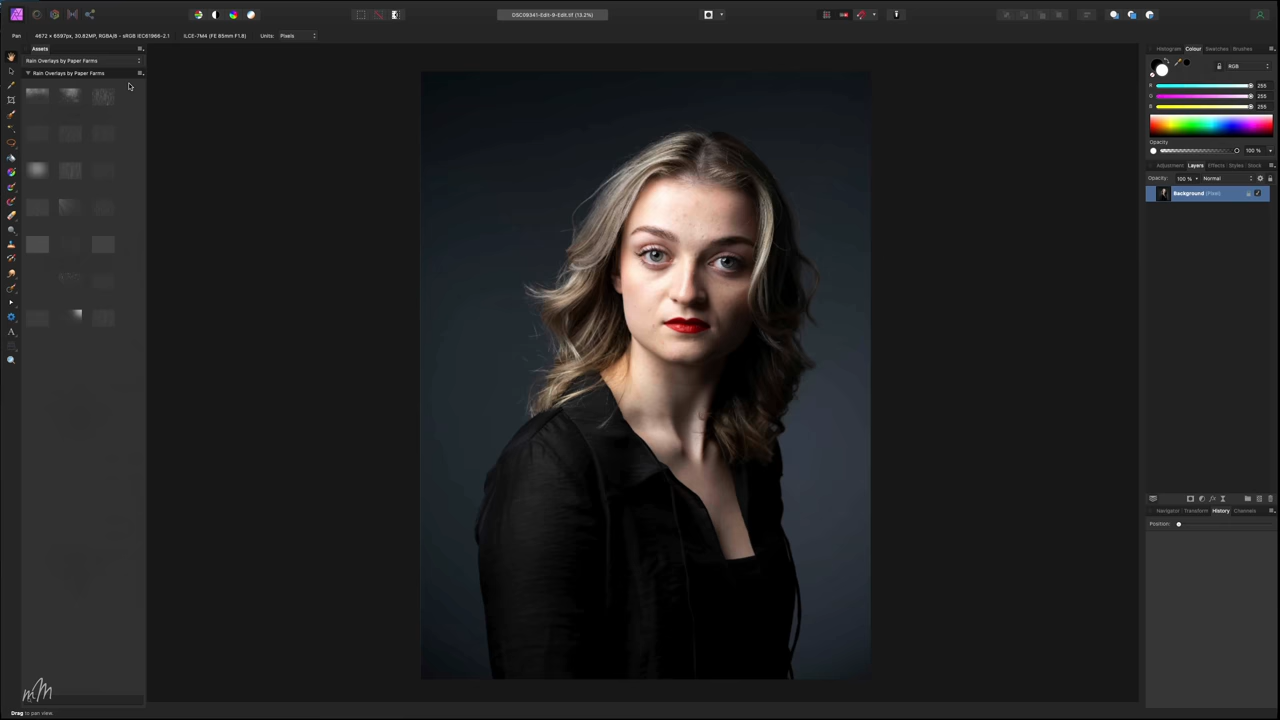 DSC09341-Edit-9-Edit.tif (13.2%)
Pan
4672 × 6597px, 30.82MP, RGBA/8 - sRGB IEC61966-2.1
ILCE-7M4 (FE 85mm F1.8)
Units:
Pixels
Assets
Rain Overlays by Paper Farms
Rain Overlays by Paper Farms
Histogram Colour Swatches Brushes
RGB
R 255
G 255
B 255
Opacity
100 %
Adjustment Layers Effects Styles Stock
Opacity: 100 % Normal
Background (Pixel)
Navigator Transform History Channels
Position:
mM
Drag to pan view.